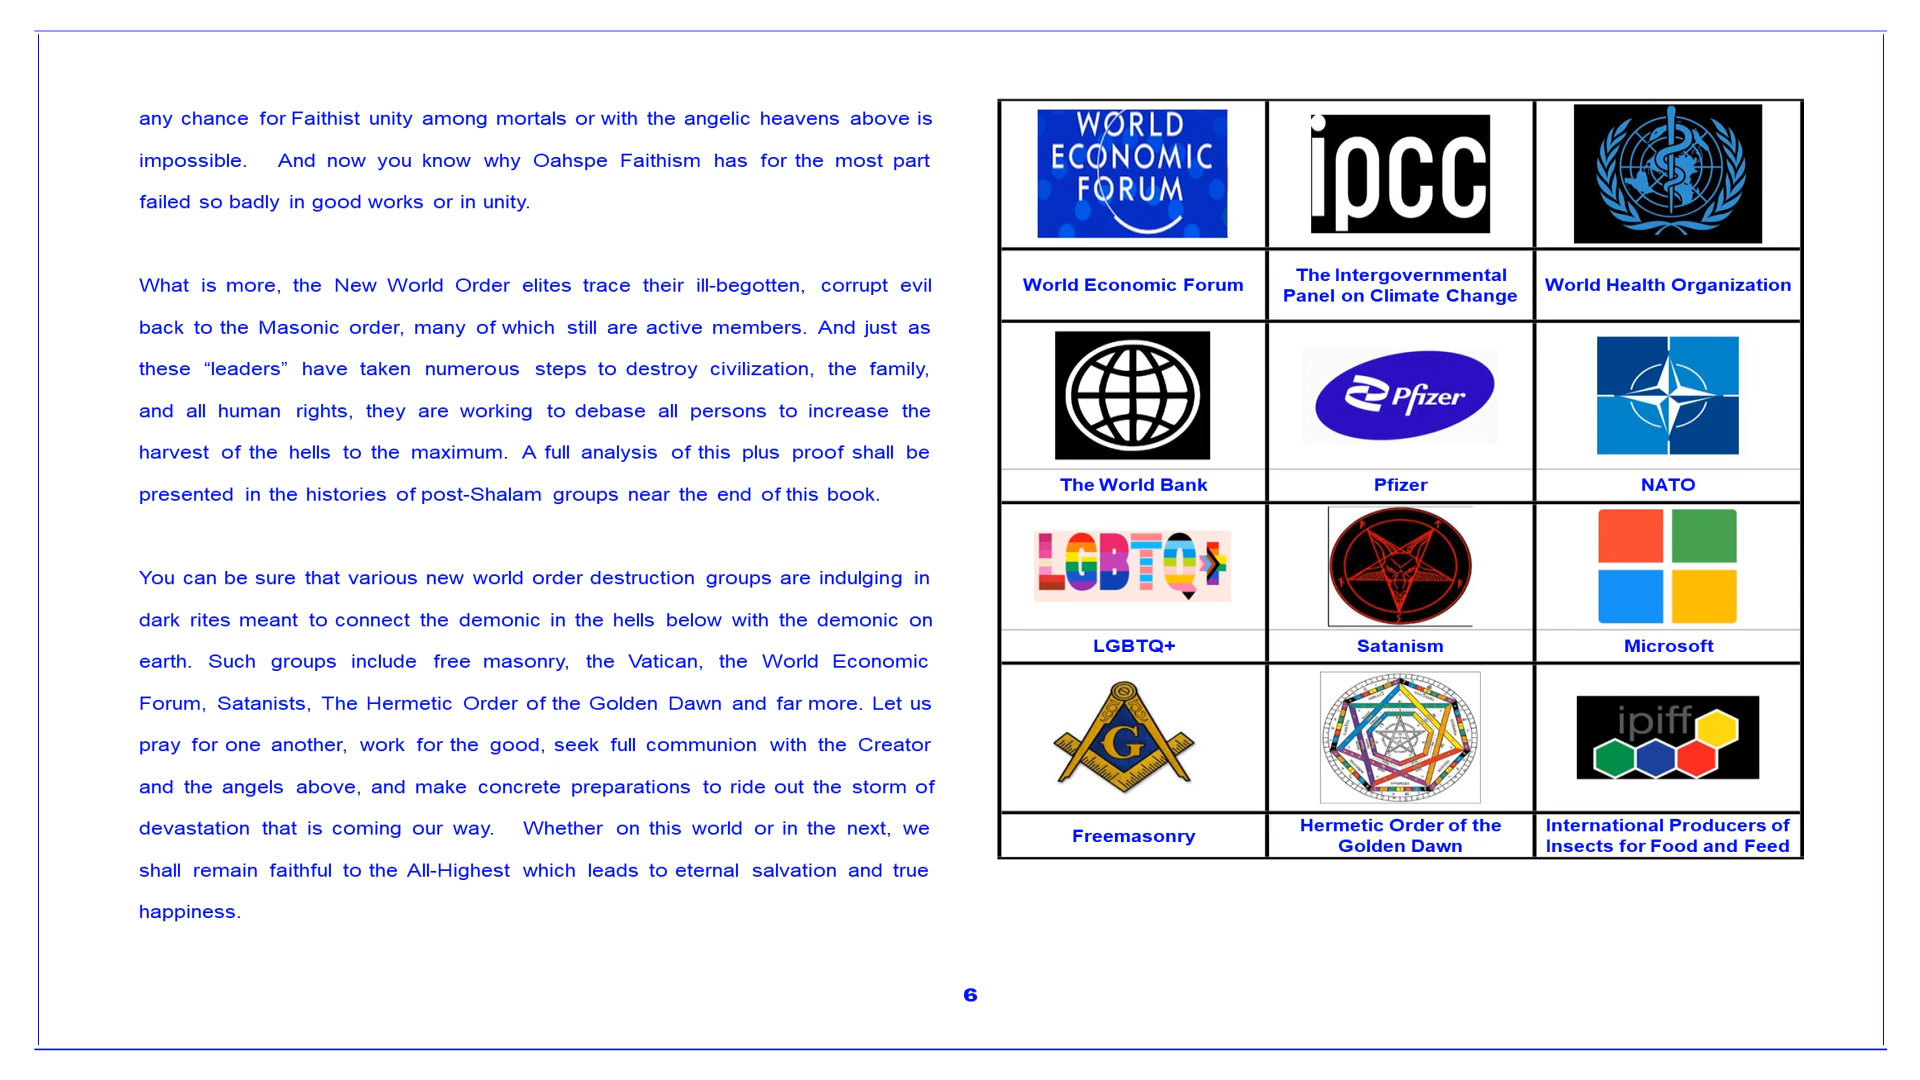 any chance for Faithist unity among mortals or with the angelic heavens above is
impossible. And now you know why Oahspe Faithism has for the most part
failed so badly in good works or in unity.
What is more, the New World Order elites trace their ill-begotten, corrupt evil
back to the Masonic order, many of which still are active members. And just as
these “leaders” have taken numerous steps to destroy civilization, the family,
and all human rights, they are working to debase all persons to increase the
harvest of the hells to the maximum. A full analysis of this plus proof shall be
presented in the histories of post-Shalam groups near the end of this book.
You can be sure that various new world order destruction groups are indulging in
dark rites meant to connect the demonic in the hells below with the demonic on
earth. Such groups include free masonry, the Vatican, the World Economic
Forum, Satanists, The Hermetic Order of the Golden Dawn and far more. Let us
pray for one another, work for the good, seek full communion with the Creator
and the angels above, and make concrete preparations to ride out the storm of
devastation that is coming our way. Whether on this world or in the next, we
shall remain faithful to the All-Highest which leads to eternal salvation and true
happiness.
WORLD
ECONOMIC
FORUM
ipcc
World Economic Forum
The Intergovernmental
Panel on Climate Change
World Health Organization
Pfizer
The World Bank
Pfizer
NATO
LGBTQ+
LGBTQ+
Satanism
Microsoft
G
ipiff
Freemasonry
Hermetic Order of the
Golden Dawn
International Producers of
Insects for Food and Feed
6